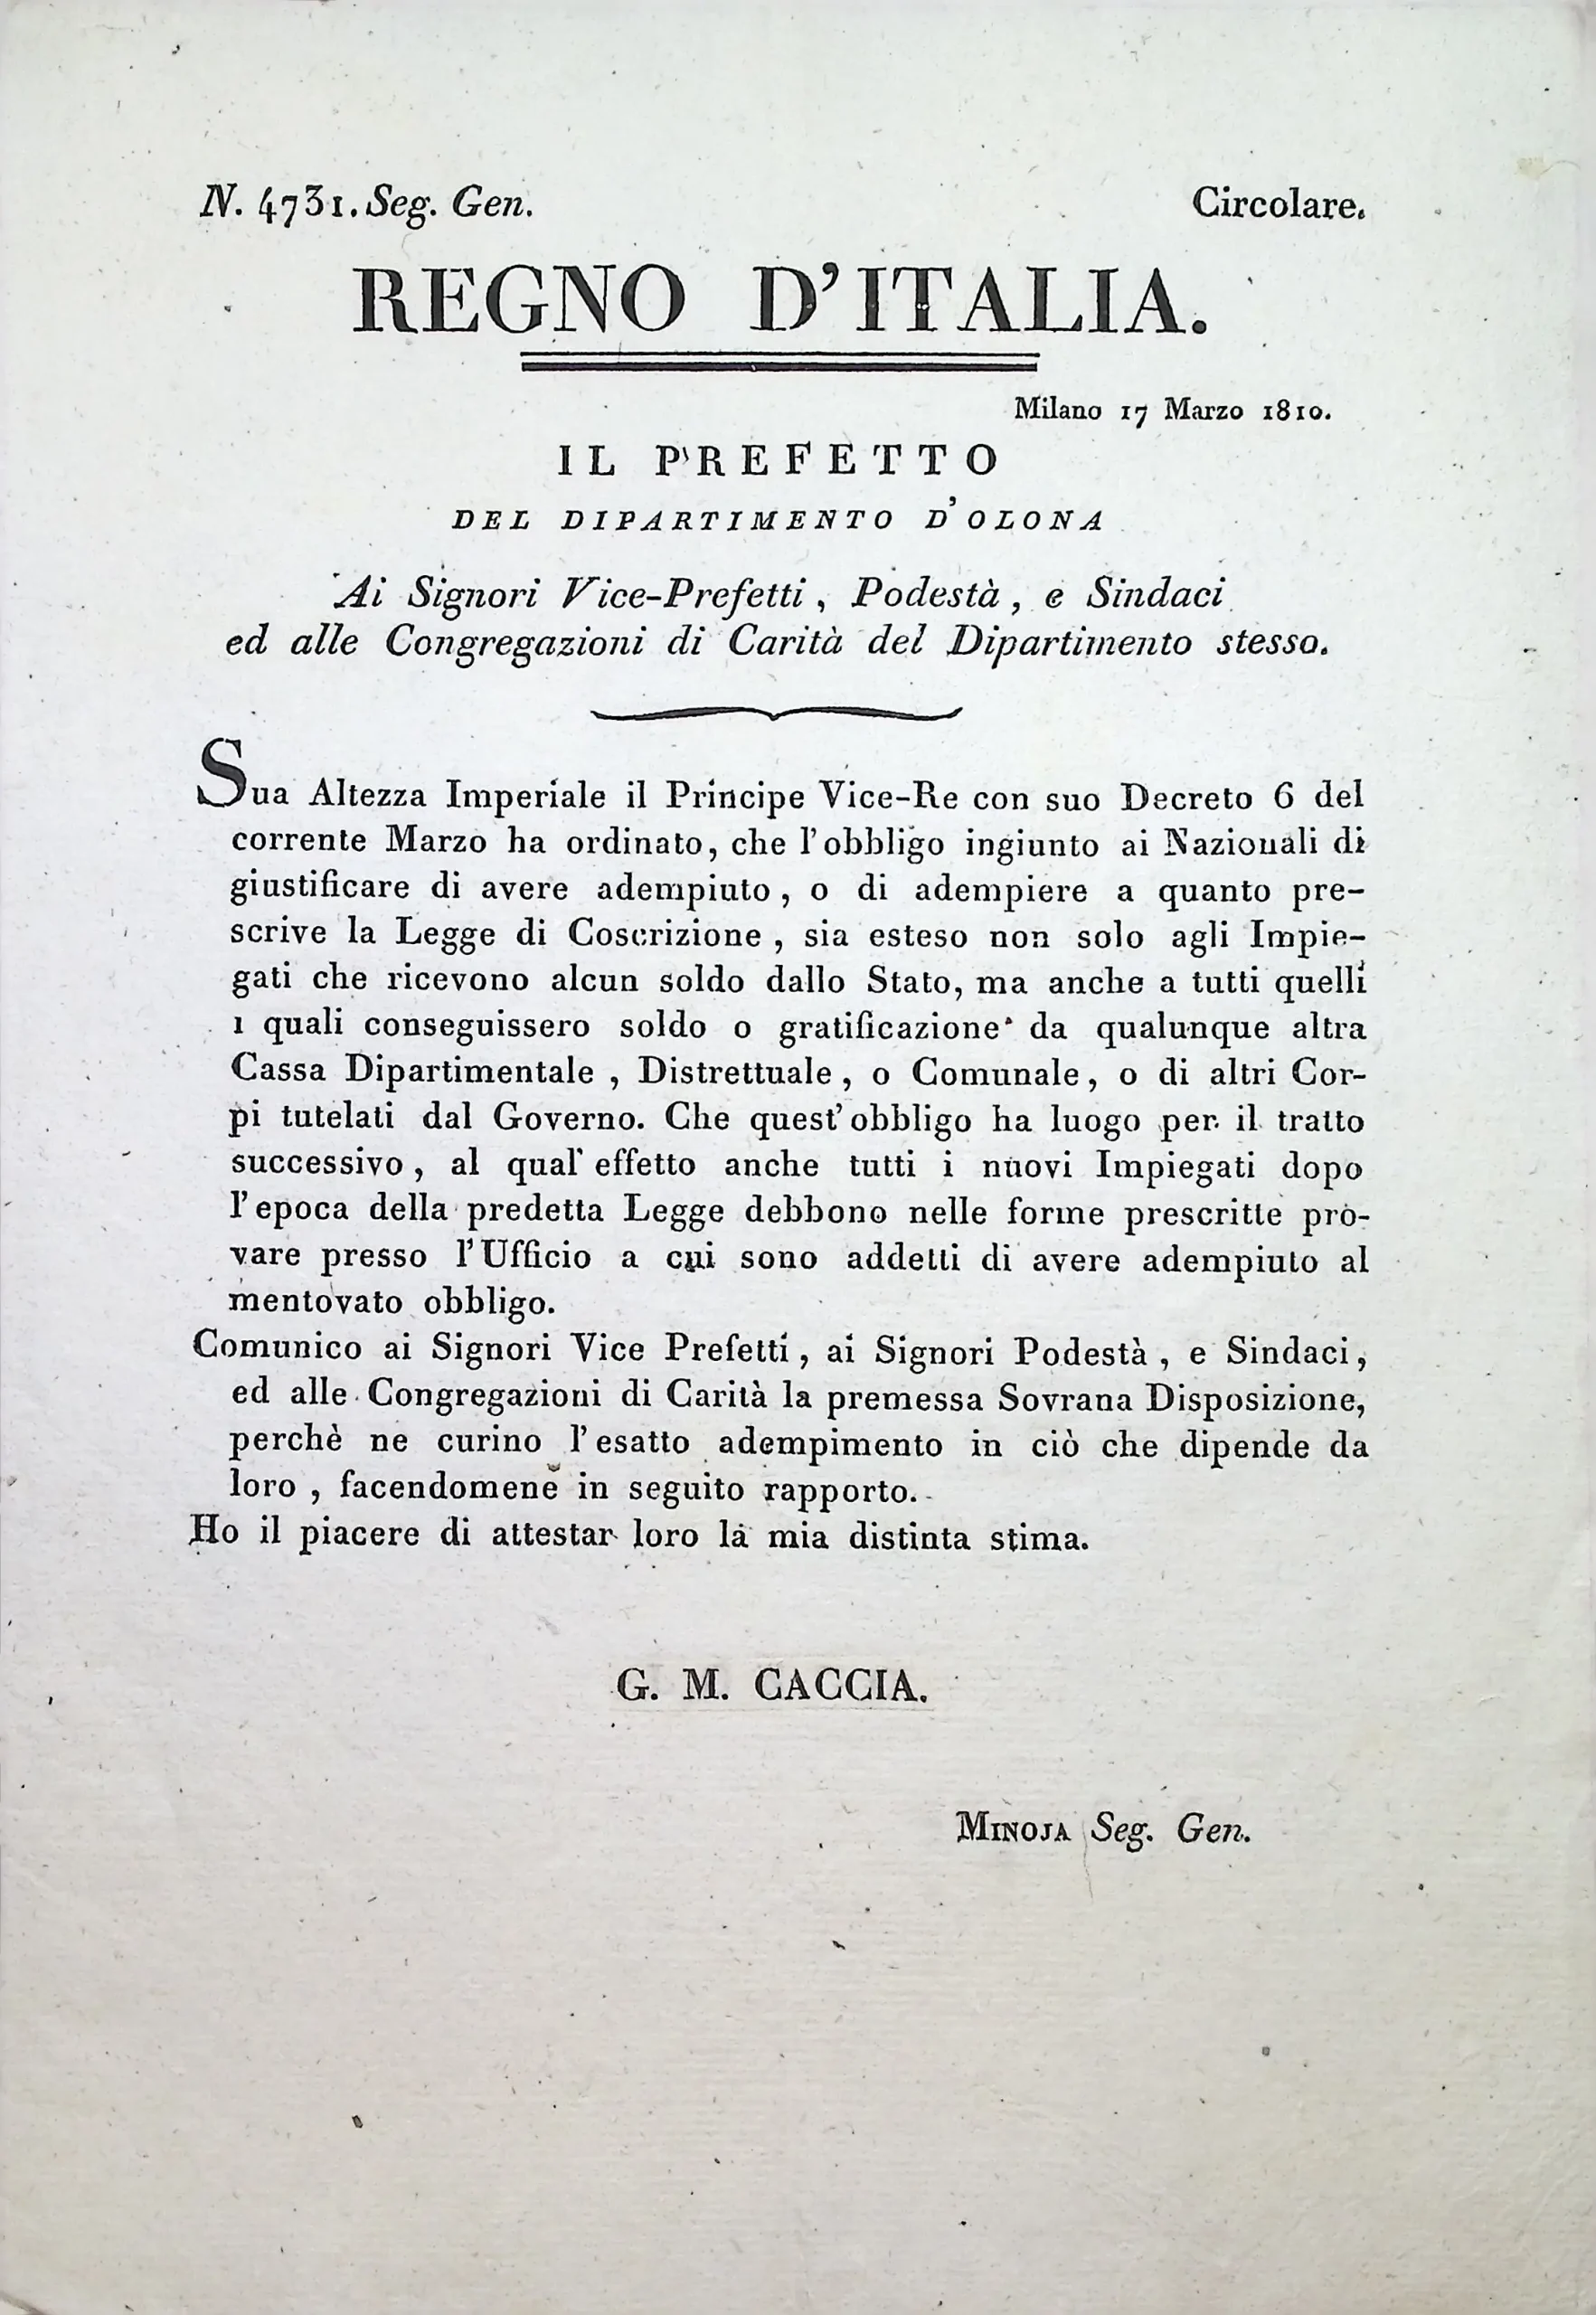 N. 4731. Seg. Gen. Circolare.
REGNO D'ITALIA.
Milano 17 Marzo 1810.
IL PREFETTO
DEL DIPARTIMENTO D'OLONA
Ai Signori Vice-Prefetti, Podestà, e Sindaci
ed alle Congregazioni di Carità del Dipartimento stesso.
Sua Altezza Imperiale il Principe Vice-Re con suo Decreto 6 del
corrente Marzo ha ordinato, che l'obbligo ingiunto ai Nazionali di
giustificare di avere adempiuto, o di adempiere a quanto pre-
scrive la Legge di Coscrizione, sia esteso non solo agli Impie-
gati che ricevono alcun soldo dallo Stato, ma anche a tutti quelli
i quali conseguissero soldo o gratificazione da qualunque altra
Cassa Dipartimentale, Distrettuale, o Comunale, o di altri Cor-
pi tutelati dal Governo. Che quest'obbligo ha luogo per il tratto
successivo, al qual'effetto anche tutti i nuovi Impiegati dopo
l'epoca della predetta Legge debbono nelle forme prescritte pro-
vare presso l'Ufficio a cui sono addetti di avere adempiuto al
mentovato obbligo.
Comunico ai Signori Vice Prefetti, ai Signori Podestà, e Sindaci,
ed alle Congregazioni di Carità la premessa Sovrana Disposizione,
perchè ne curino l'esatto adempimento in ciò che dipende da
loro, facendomene in seguito rapporto.
Ho il piacere di attestar loro la mia distinta stima.
G. M. CACCIA.
MINOJA Seg. Gen.